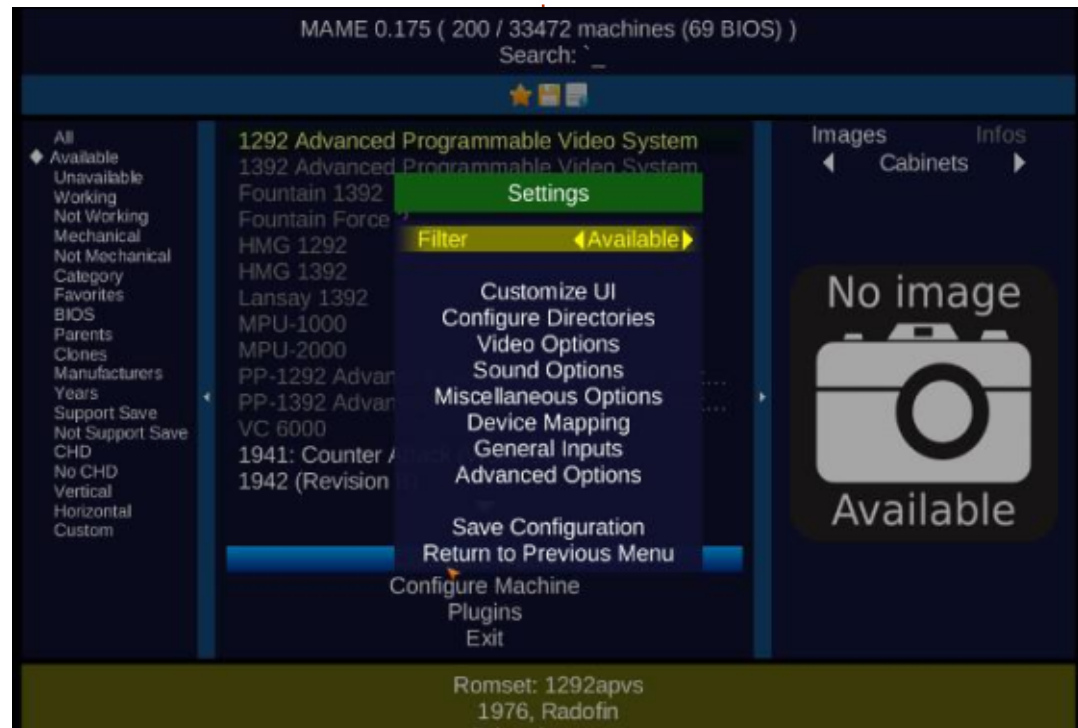 MAME 0.175 ( 200 / 33472 machines (69 BIOS) )
Search: `_
All
Available
Unavailable
Working
Not Working
Mechanical
Not Mechanical
Category
Favorites
BIOS
Parents
Clones
Manufacturers
Years
Support Save
Not Support Save
CHD
No CHD
Vertical
Horizontal
Custom
1292 Advanced Programmable Video System
1392 Advanced Programmable Video System
Fountain 1392
Fountain Force
HMG 1292
HMG 1392
Lansay 1392
MPU-1000
MPU-2000
PP-1292 Advan
PP-1392 Advan
VC 6000
1941: Counter
1942 (Revision
Settings
Filter Available
Customize UI
Configure Directories
Video Options
Sound Options
Miscellaneous Options
Device Mapping
General Inputs
Advanced Options
Save Configuration
Return to Previous Menu
Configure Machine
Plugins
Exit
Images Infos
Cabinets
No image
Available
Romset: 1292apvs
1976, Radofin